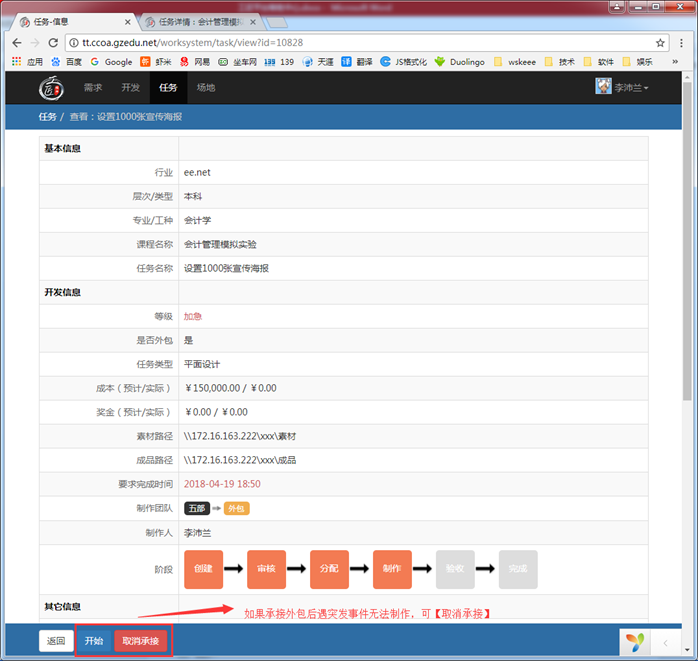 任务-信息
任务详情：会计管理模拟
tt.ccoa.gzedu.net/worksystem/task/view?id=10828
应用 百度 Google 虾米 网易 坐车网 139 139 天涯 译 翻译 JS格式化 Duolingo wskeee 技术 软件 娱乐 »
需求 开发 任务 场地 李沛兰
任务 / 查看：设置1000张宣传海报
基本信息
行业 ee.net
层次/类型 本科
专业/工种 会计学
课程名称 会计管理模拟实验
任务名称 设置1000张宣传海报
开发信息
等级 加急
是否外包 是
任务类型 平面设计
成本（预计/实际） ￥150,000.00 / ￥0.00
奖金（预计/实际） ￥0.00 / ￥0.00
素材路径 \\172.16.163.222\xxx\素材
成品路径 \\172.16.163.222\xxx\成品
要求完成时间 2018-04-19 18:50
制作团队 五部 外包
制作人 李沛兰
阶段 创建 审核 分配 制作 验收 完成
其它信息
如果承接外包后遇突发事件无法制作，可【取消承接】
返回 开始 取消承接